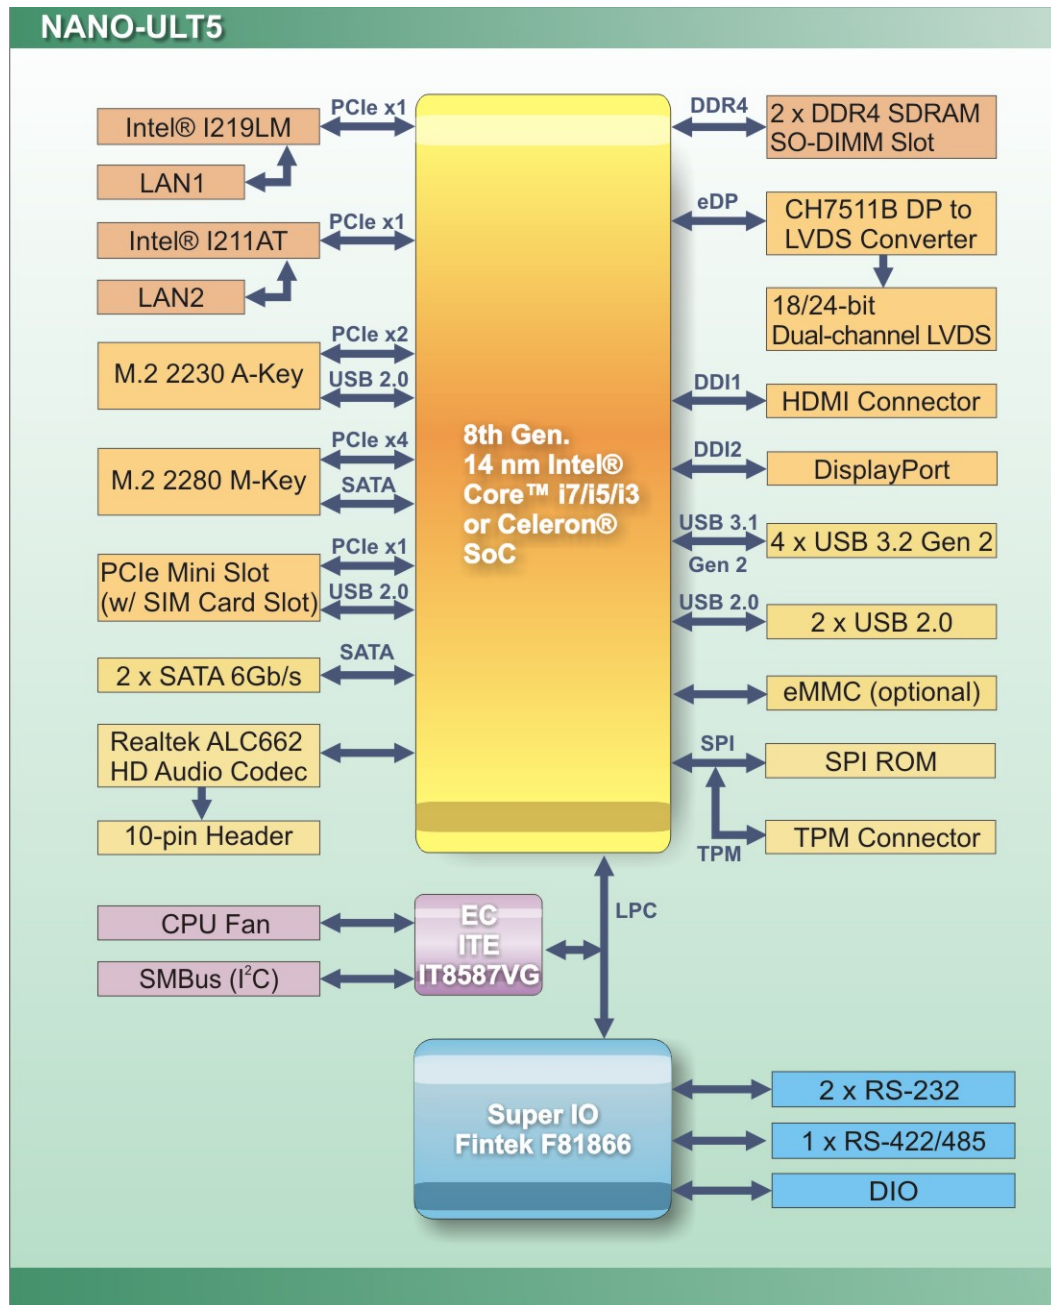 NANO-ULT5
PCIe x1
Intel® I219LM
LAN1
PCIe x1
Intel® I211AT
LAN2
PCIe x2
M.2 2230 A-Key
USB 2.0
PCIe x4
M.2 2280 M-Key
SATA
PCIe x1
PCIe Mini Slot
(w/ SIM Card Slot)
USB 2.0
SATA
2 x SATA 6Gb/s
Realtek ALC662
HD Audio Codec
10-pin Header
8th Gen.
14 nm Intel®
Core™ i7/i5/i3
or Celeron®
SoC
DDR4
2 x DDR4 SDRAM
SO-DIMM Slot
eDP
CH7511B DP to
LVDS Converter
18/24-bit
Dual-channel LVDS
DDI1
HDMI Connector
DDI2
DisplayPort
USB 3.1
Gen 2
4 x USB 3.2 Gen 2
USB 2.0
2 x USB 2.0
eMMC (optional)
SPI
SPI ROM
TPM
TPM Connector
CPU Fan
SMBus (I²C)
EC
ITE
IT8587VG
LPC
Super IO
Fintek F81866
2 x RS-232
1 x RS-422/485
DIO